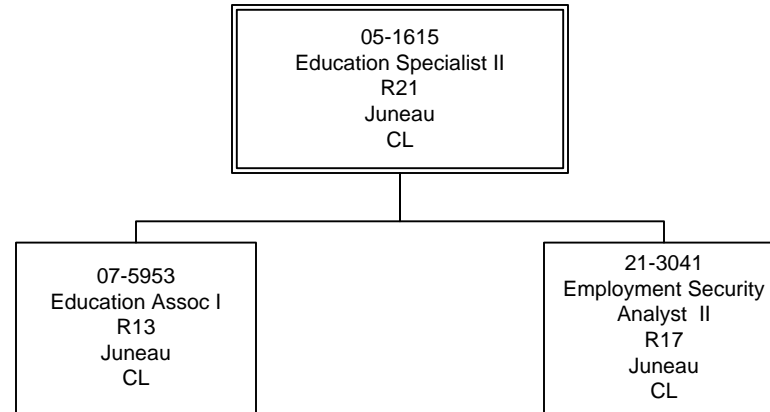 05-1615
Education Specialist II
R21
Juneau
CL
07-5953
Education Assoc I
R13
Juneau
CL
21-3041
Employment Security
Analyst II
R17
Juneau
CL